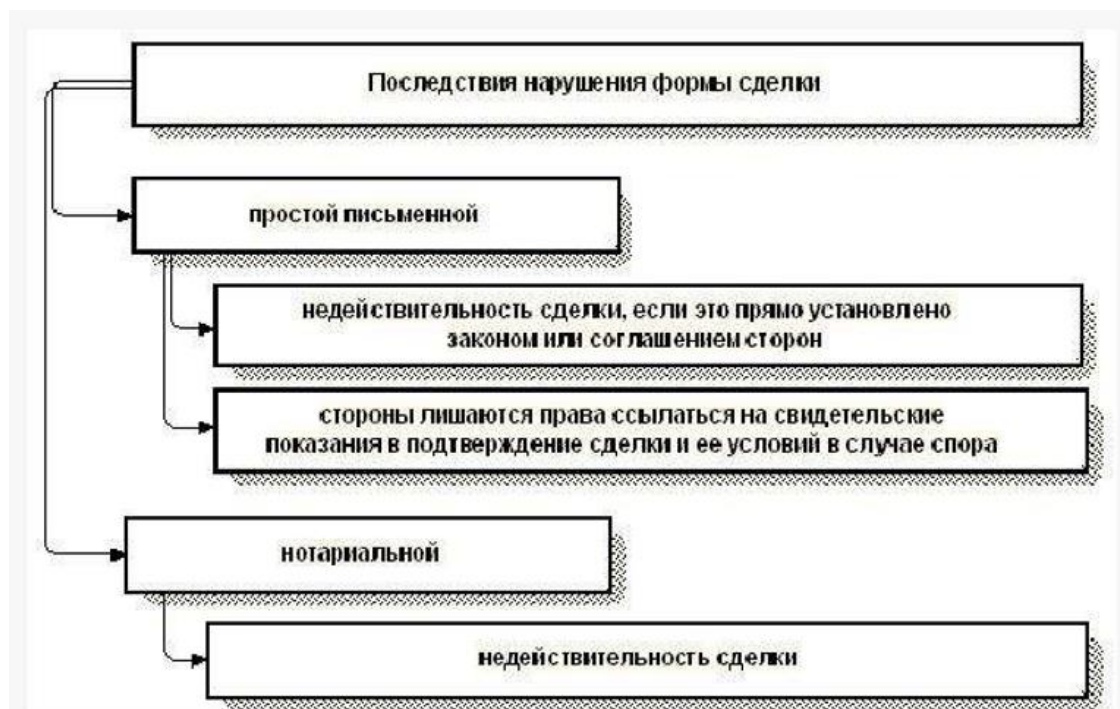 Последствия нарушения формы сделки
простой письменной
недействительность сделки, если это прямо установлено
законом или соглашением сторон
стороны лишаются права ссылаться на свидетельские
показания в подтверждение сделки и ее условий в случае спора
нотариальной
недействительность сделки